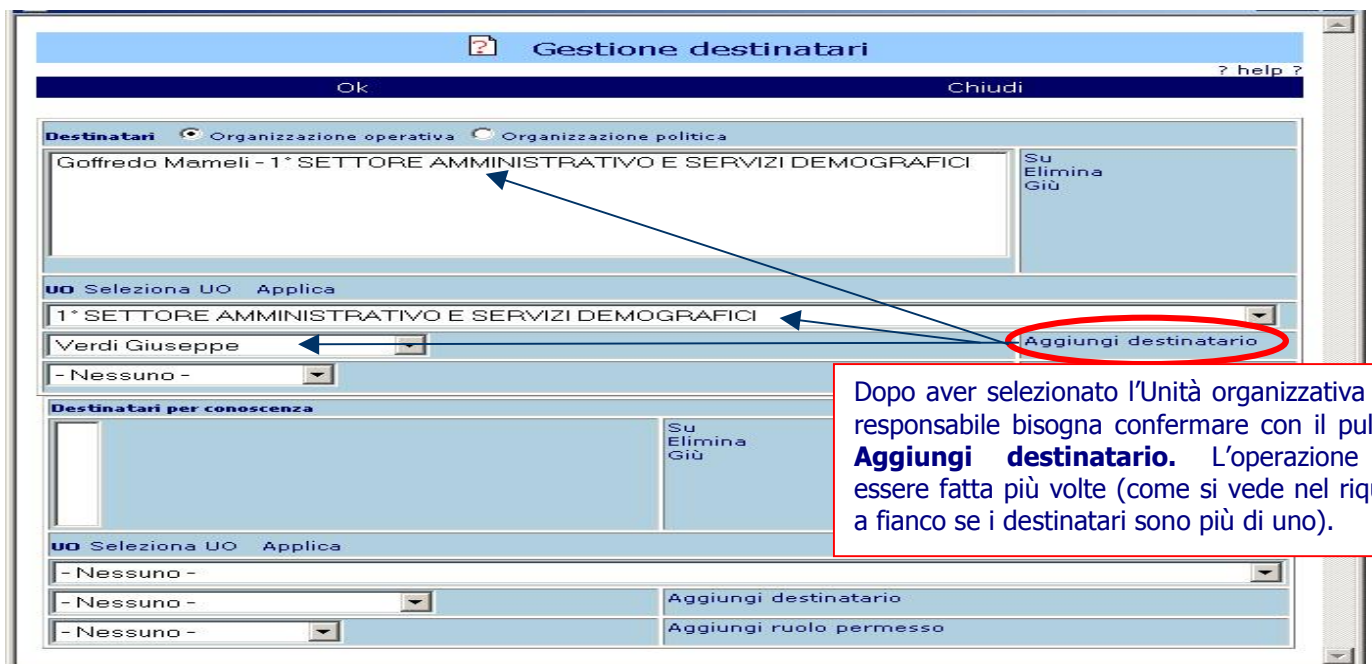 Gestione destinatari
? help ?
Ok Chiudi
Destinatari Organizzazione operativa Organizzazione politica
Goffredo Mameli - 1° SETTORE AMMINISTRATIVO E SERVIZI DEMOGRAFICI
Su
Elimina
Giù
UO Seleziona UO Applica
1° SETTORE AMMINISTRATIVO E SERVIZI DEMOGRAFICI
Verdi Giuseppe
Aggiungi destinatario
- Nessuno -
Dopo aver selezionato l’Unità organizzativa
responsabile bisogna confermare con il
Aggiungi destinatario. L’operazione
essere fatta più volte (come si vede nel
a fianco se i destinatari sono più di uno).
Destinatari per conoscenza
Su
Elimina
Giù
UO Seleziona UO Applica
- Nessuno -
- Nessuno -
Aggiungi destinatario
- Nessuno -
Aggiungi ruolo permesso